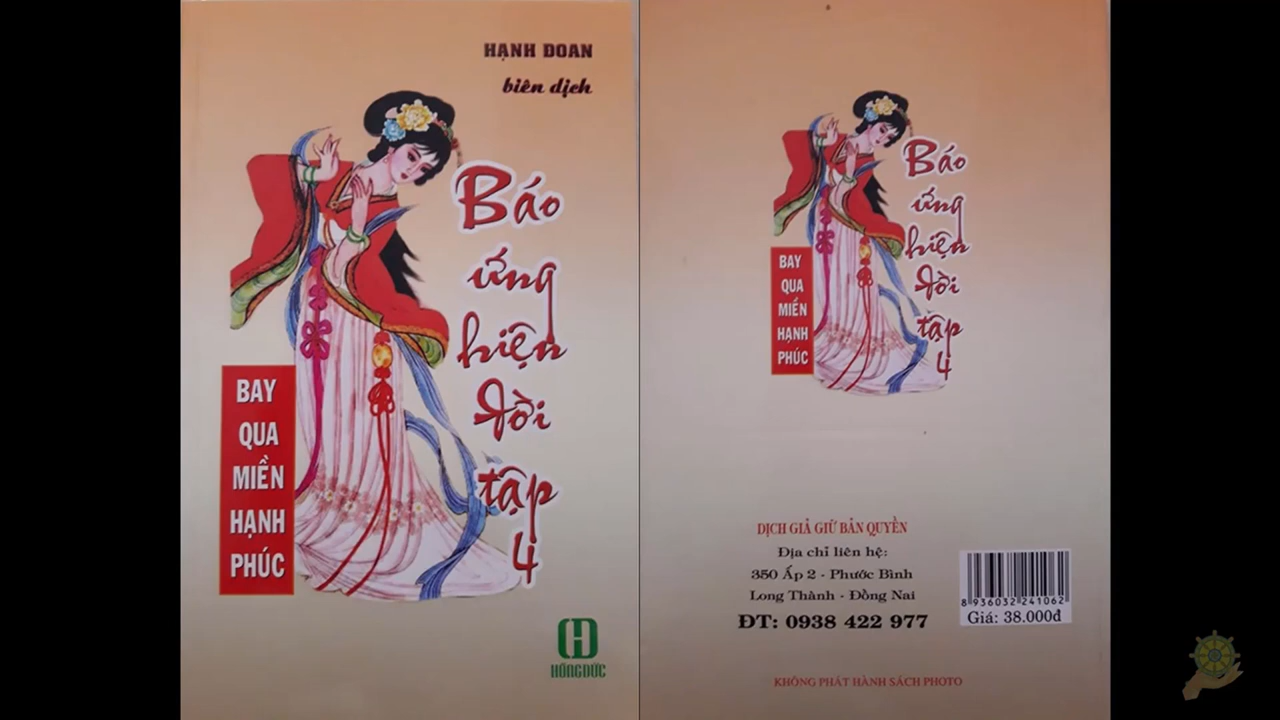 HẠNH DOAN
biên dịch
Báo
ứng
hiện
đời
tập
4
BAY
QUA
MIỀN
HẠNH
PHÚC
HỒNG ĐỨC
Báo
ứng
hiện
đời
tập
4
BAY
QUA
MIỀN
HẠNH
PHÚC
DỊCH GIẢ GIỮ BẢN QUYỀN
Địa chỉ liên hệ:
350 Ấp 2 - Phước Bình
Long Thành - Đồng Nai
ĐT: 0938 422 977
8 936032 241062
Giá: 38.000đ
KHÔNG PHÁT HÀNH SÁCH PHOTO